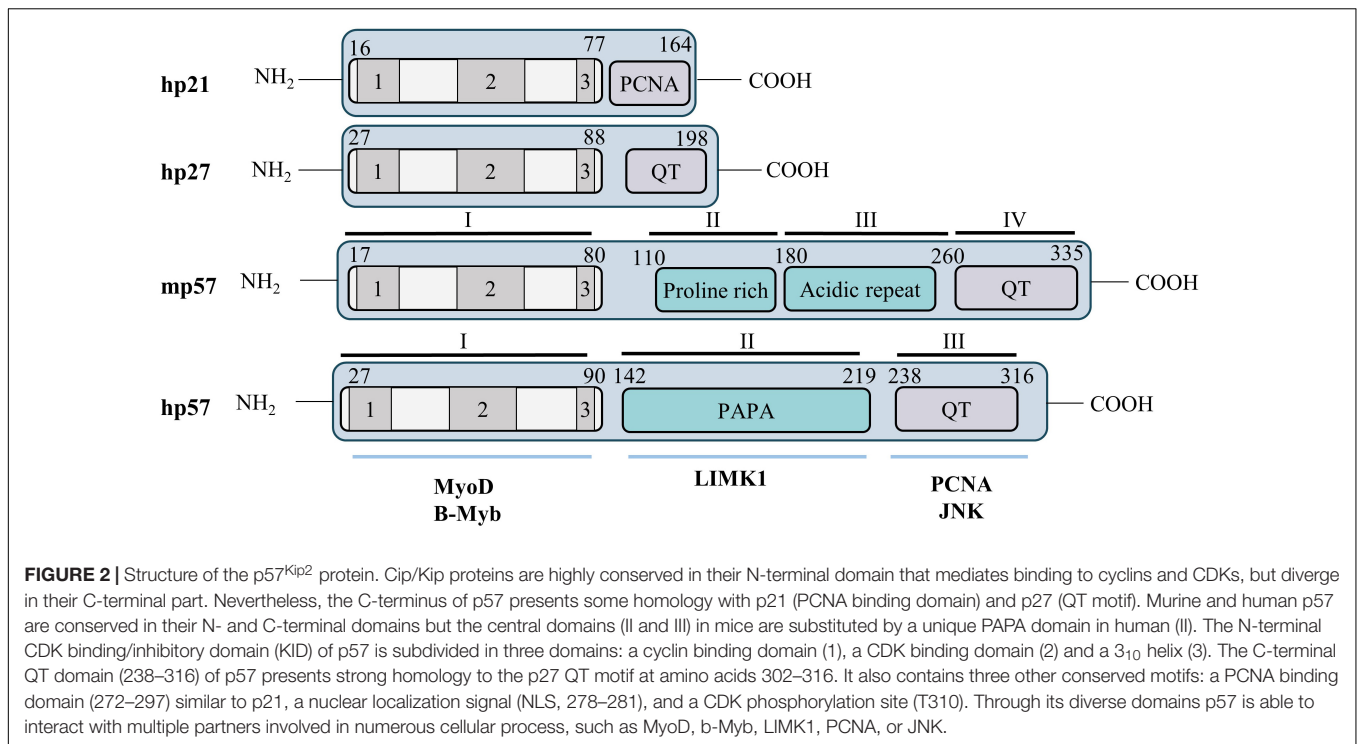 16 77 164
hp21 NH2 1 2 3 PCNA COOH
27 88 198
hp27 NH2 1 2 3 QT COOH
I II III IV
17 80 110 180 260 335
mp57 NH2 1 2 3 Proline rich Acidic repeat QT COOH
I II III
27 90 142 219 238 316
hp57 NH2 1 2 3 PAPA QT COOH
MyoD LIMK1 PCNA
B-Myb JNK
FIGURE 2 | Structure of the p57Kip2 protein. Cip/Kip proteins are highly conserved in their N-terminal domain that mediates binding to cyclins and CDKs, but diverge
in their C-terminal part. Nevertheless, the C-terminus of p57 presents some homology with p21 (PCNA binding domain) and p27 (QT motif). Murine and human p57
are conserved in their N- and C-terminal domains but the central domains (II and III) in mice are substituted by a unique PAPA domain in human (II). The N-terminal
CDK binding/inhibitory domain (KID) of p57 is subdivided in three domains: a cyclin binding domain (1), a CDK binding domain (2) and a 310 helix (3). The C-terminal
QT domain (238–316) of p57 presents strong homology to the p27 QT motif at amino acids 302–316. It also contains three other conserved motifs: a PCNA binding
domain (272–297) similar to p21, a nuclear localization signal (NLS, 278–281), and a CDK phosphorylation site (T310). Through its diverse domains p57 is able to
interact with multiple partners involved in numerous cellular process, such as MyoD, b-Myb, LIMK1, PCNA, or JNK.